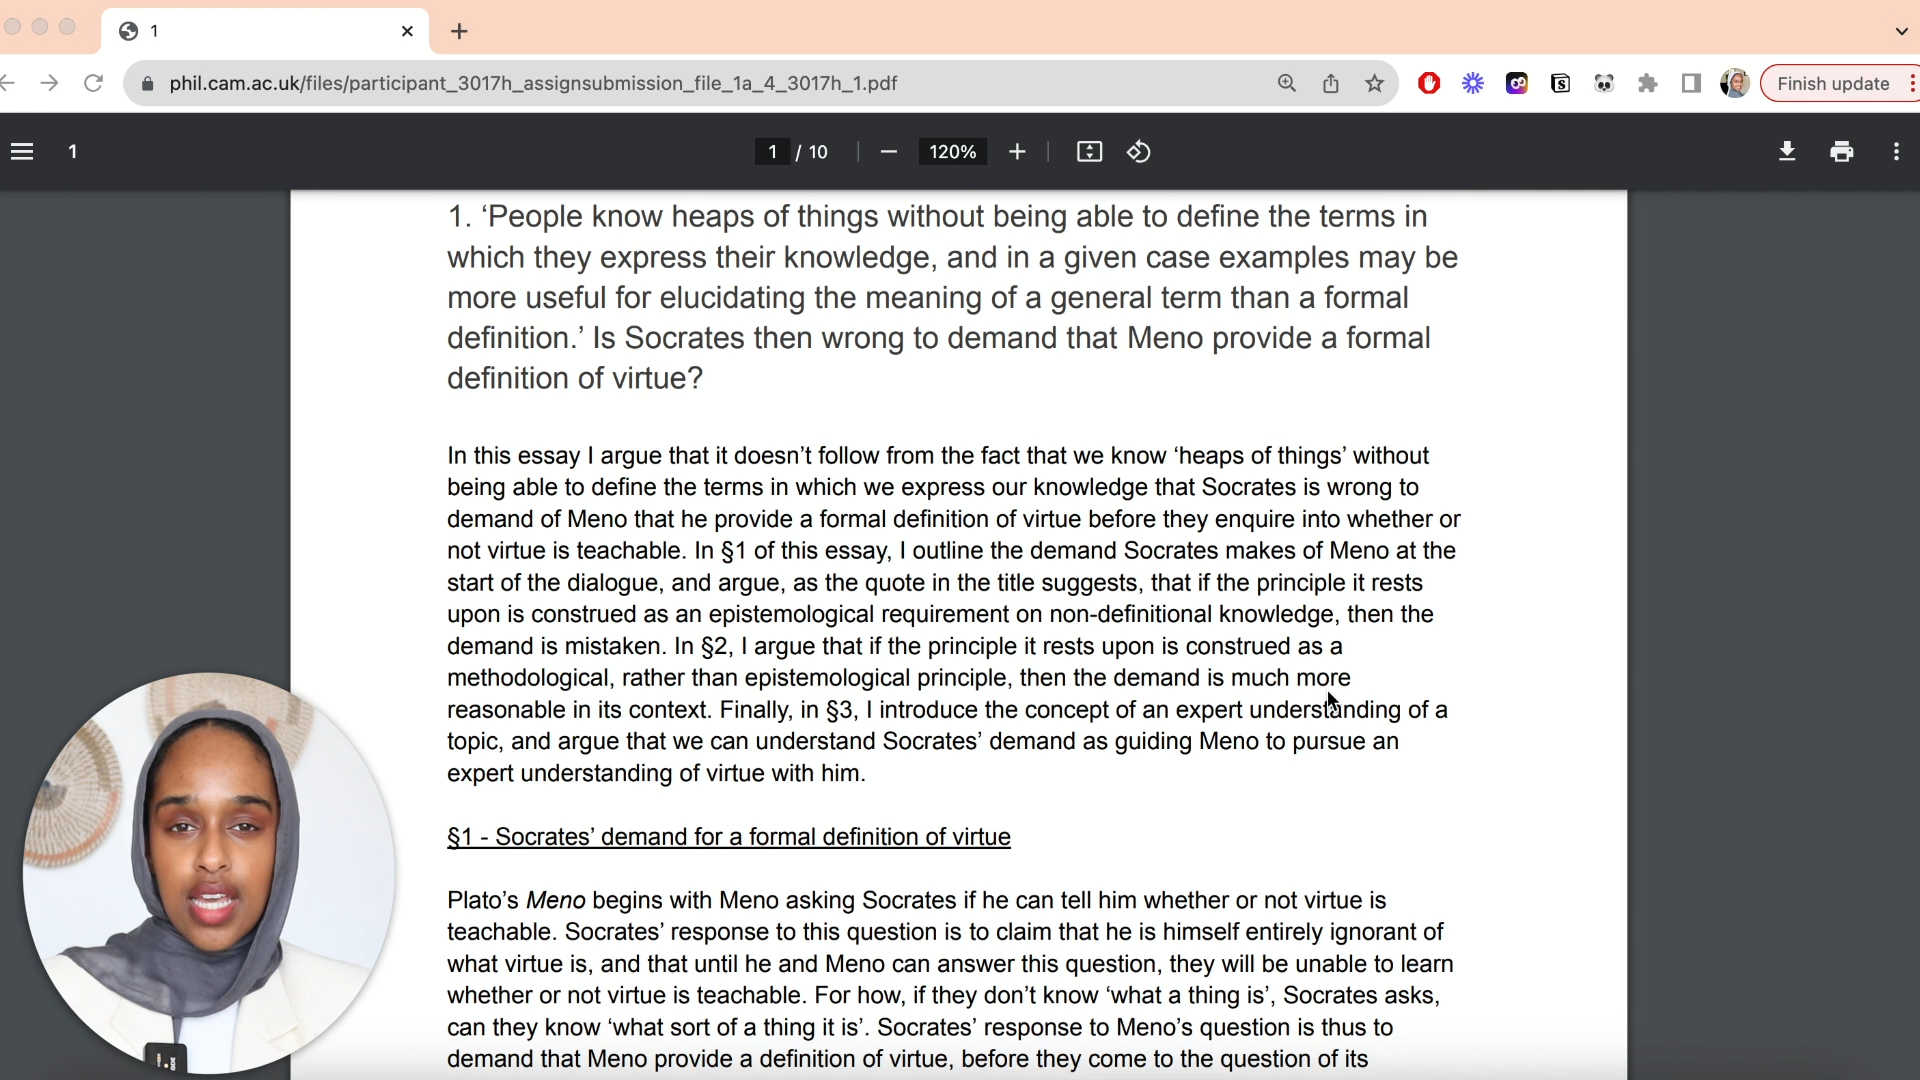 1
phil.cam.ac.uk/files/participant_3017h_assignsubmission_file_1a_4_3017h_1.pdf
Finish update
1
1 / 10
120%
1. ‘People know heaps of things without being able to define the terms in
which they express their knowledge, and in a given case examples may be
more useful for elucidating the meaning of a general term than a formal
definition.’ Is Socrates then wrong to demand that Meno provide a formal
definition of virtue?
In this essay I argue that it doesn’t follow from the fact that we know ‘heaps of things’ without
being able to define the terms in which we express our knowledge that Socrates is wrong to
demand of Meno that he provide a formal definition of virtue before they enquire into whether or
not virtue is teachable. In §1 of this essay, I outline the demand Socrates makes of Meno at the
start of the dialogue, and argue, as the quote in the title suggests, that if the principle it rests
upon is construed as an epistemological requirement on non-definitional knowledge, then the
demand is mistaken. In §2, I argue that if the principle it rests upon is construed as a
methodological, rather than epistemological principle, then the demand is much more
reasonable in its context. Finally, in §3, I introduce the concept of an expert understanding of a
topic, and argue that we can understand Socrates’ demand as guiding Meno to pursue an
expert understanding of virtue with him.
§1 - Socrates’ demand for a formal definition of virtue
Plato’s Meno begins with Meno asking Socrates if he can tell him whether or not virtue is
teachable. Socrates’ response to this question is to claim that he is himself entirely ignorant of
what virtue is, and that until he and Meno can answer this question, they will be unable to learn
whether or not virtue is teachable. For how, if they don’t know ‘what a thing is’, Socrates asks,
can they know ‘what sort of a thing it is’. Socrates’ response to Meno’s question is thus to
demand that Meno provide a definition of virtue, before they come to the question of its